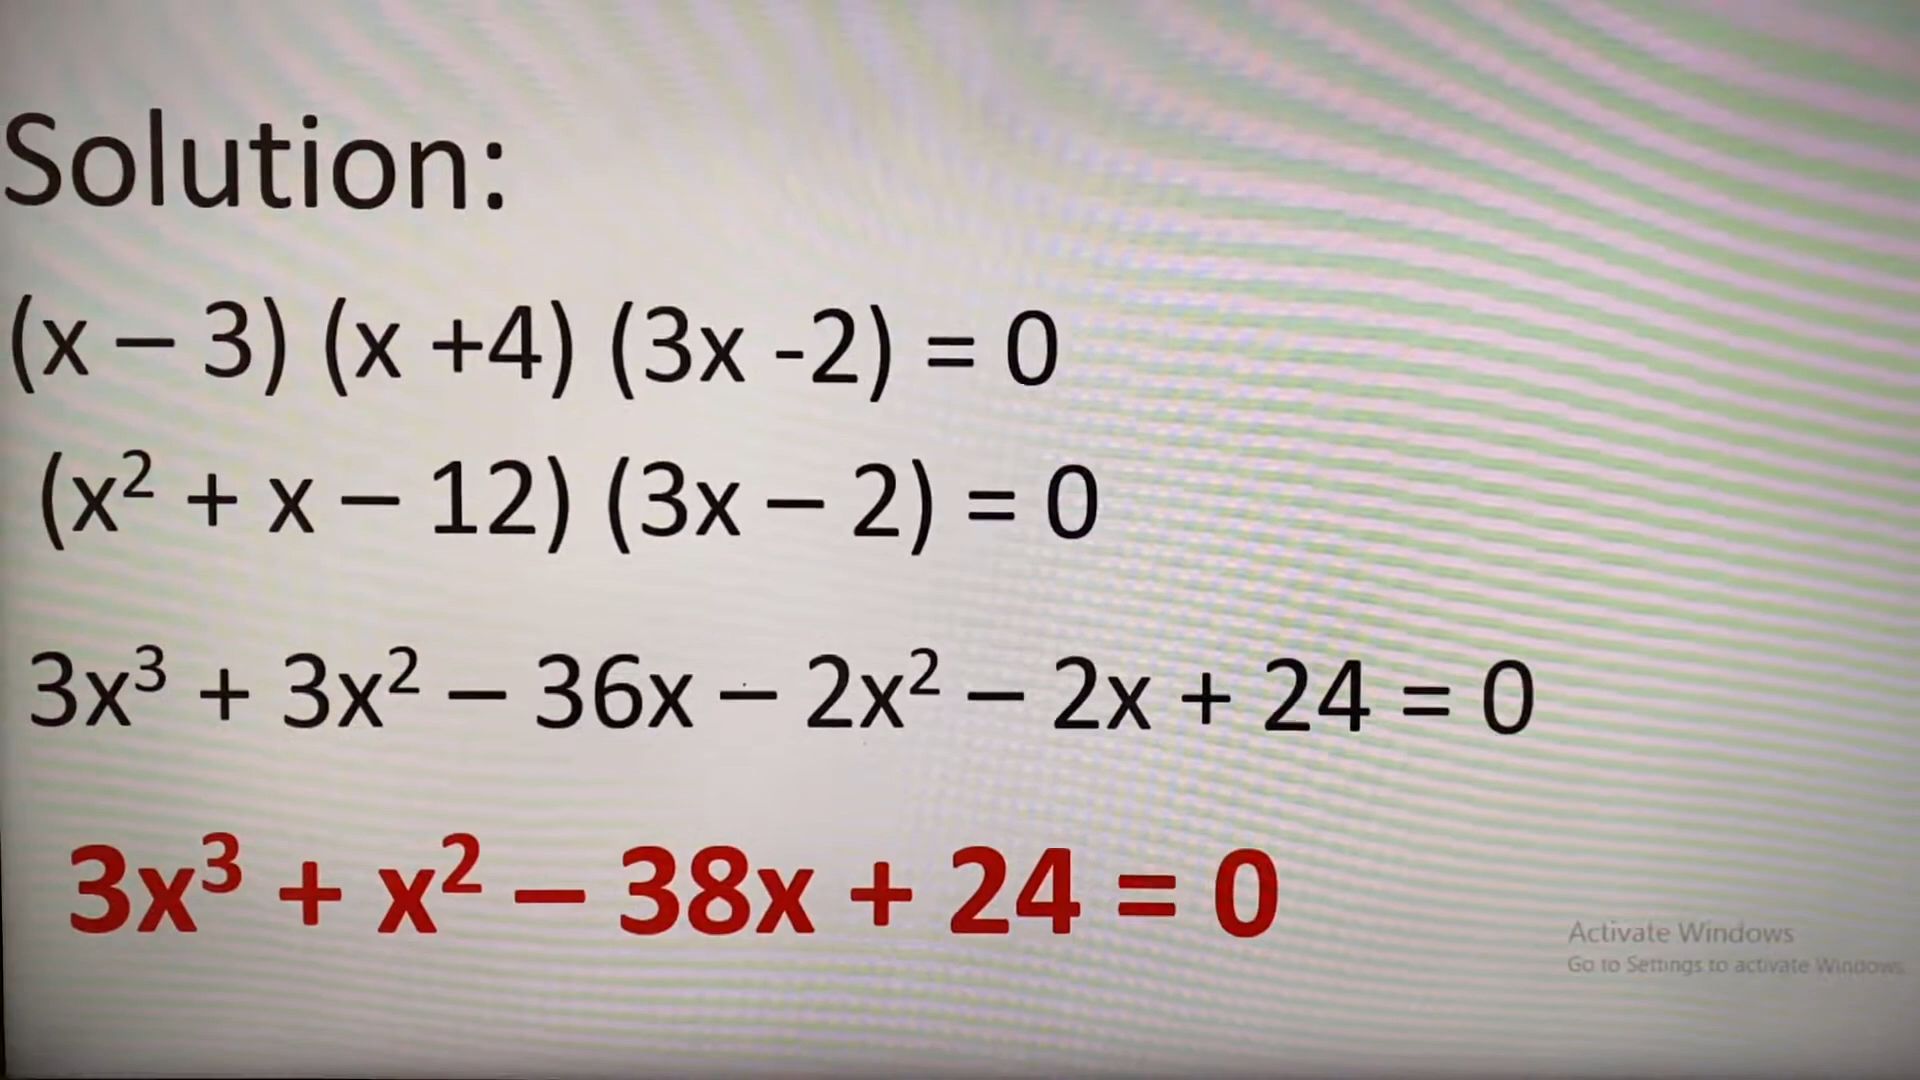 Solution:
(x – 3) (x +4) (3x -2) = 0
(x² + x – 12) (3x – 2) = 0
3x³ + 3x² – 36x – 2x² – 2x + 24 = 0
3x³ + x² – 38x + 24 = 0
Activate Windows
Go to Settings to activate Windows.